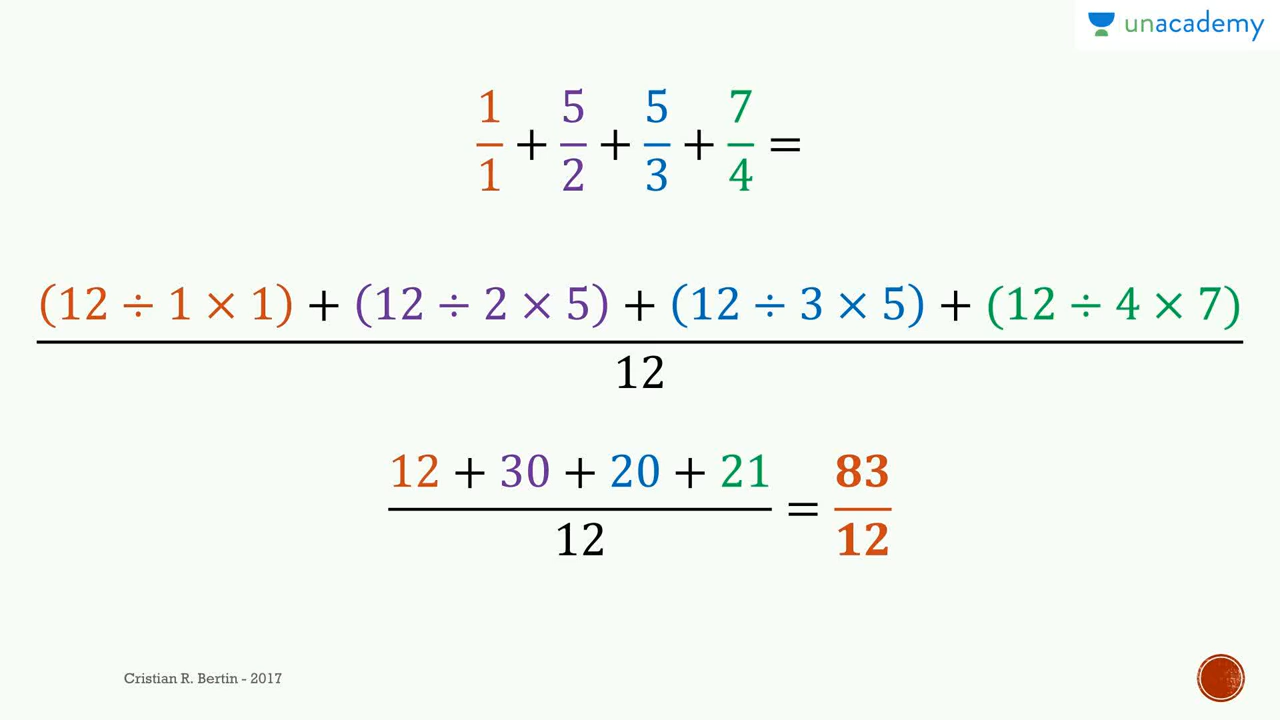 unacademy
1/1 + 5/2 + 5/3 + 7/4 =
(12 ÷ 1 × 1) + (12 ÷ 2 × 5) + (12 ÷ 3 × 5) + (12 ÷ 4 × 7)
12
12 + 30 + 20 + 21 / 12 = 83/12
Cristian R. Bertin - 2017